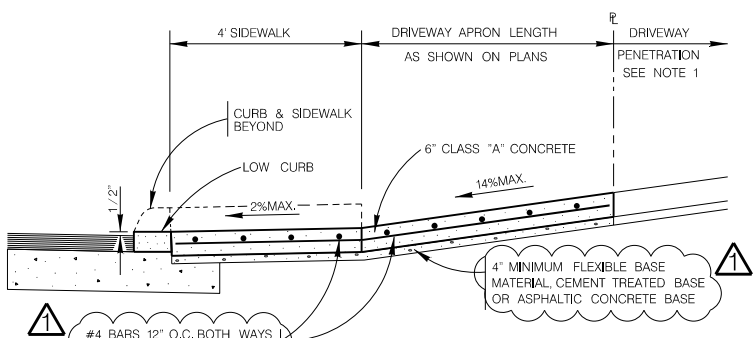 4' SIDEWALK
DRIVEWAY APRON LENGTH
AS SHOWN ON PLANS
PL
DRIVEWAY
PENETRATION
SEE NOTE 1
CURB & SIDEWALK
BEYOND
LOW CURB
6" CLASS "A" CONCRETE
1/2"
2%MAX.
14%MAX.
4" MINIMUM FLEXIBLE BASE
MATERIAL, CEMENT TREATED BASE
OR ASPHALTIC CONCRETE BASE
1
1
#4 BARS 12" O.C. BOTH WAYS